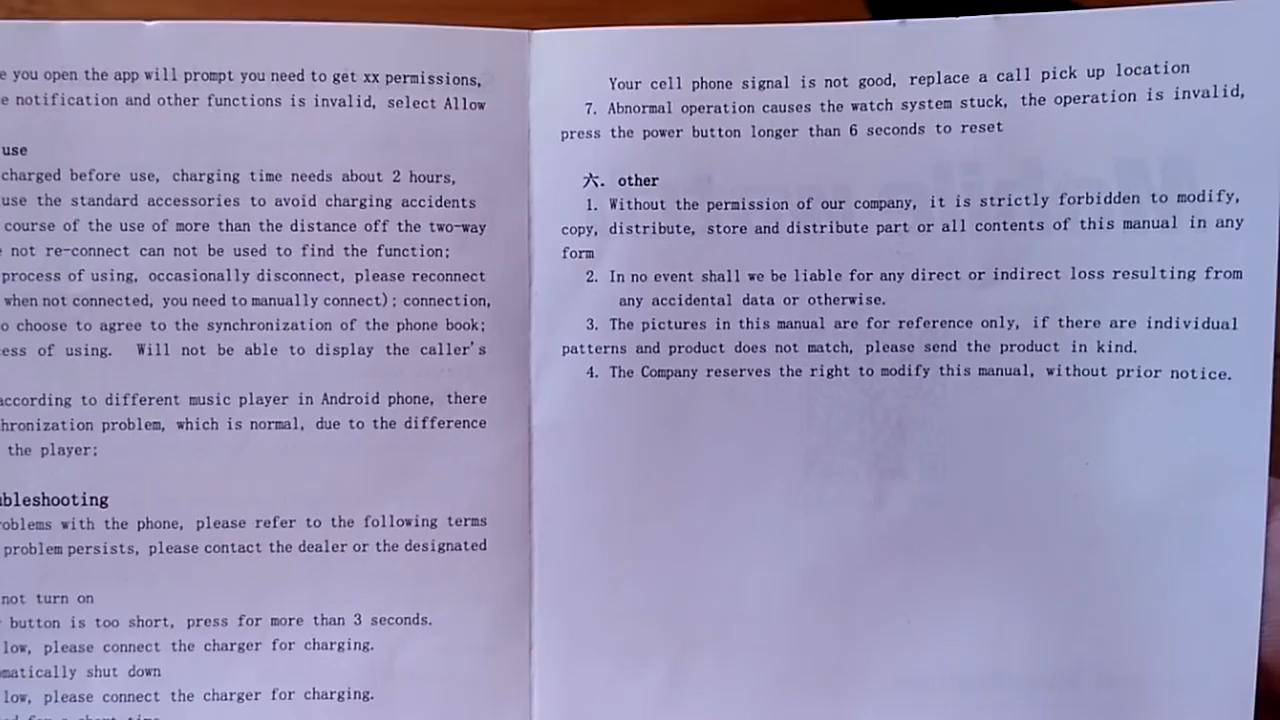 e you open the app will prompt you need to get xx permissions,
e notification and other functions is invalid, select Allow
use
charged before use, charging time needs about 2 hours,
use the standard accessories to avoid charging accidents
course of the use of more than the distance off the two-way
not re-connect can not be used to find the function;
process of using, occasionally disconnect, please reconnect
when not connected, you need to manually connect); connection,
o choose to agree to the synchronization of the phone book;
ess of using. Will not be able to display the caller's
according to different music player in Android phone, there
hronization problem, which is normal, due to the difference
the player;
ubleshooting
oblems with the phone, please refer to the following terms
problem persists, please contact the dealer or the designated
not turn on
button is too short, press for more than 3 seconds.
low, please connect the charger for charging.
matically shut down
low, please connect the charger for charging.
Your cell phone signal is not good, replace a call pick up location
7. Abnormal operation causes the watch system stuck, the operation is invalid,
press the power button longer than 6 seconds to reset
六. other
1. Without the permission of our company, it is strictly forbidden to modify,
copy, distribute, store and distribute part or all contents of this manual in any
form
2. In no event shall we be liable for any direct or indirect loss resulting from
any accidental data or otherwise.
3. The pictures in this manual are for reference only, if there are individual
patterns and product does not match, please send the product in kind.
4. The Company reserves the right to modify this manual, without prior notice.